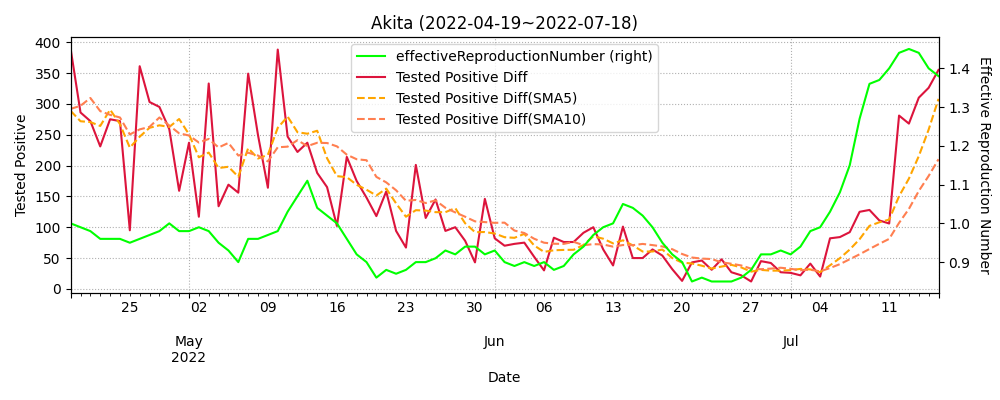 Akita (2022-04-19~2022-07-18)
effectiveReproductionNumber (right)
Tested Positive Diff
Tested Positive Diff(SMA5)
Tested Positive Diff(SMA10)
Tested Positive
400
350
300
250
200
150
100
50
0
1.4
1.3
1.2
1.1
1.0
0.9
Effective Reproduction Number
25 02 09 16 23 30 06 13 20 27 04 11
May Jun Jul
2022
Date